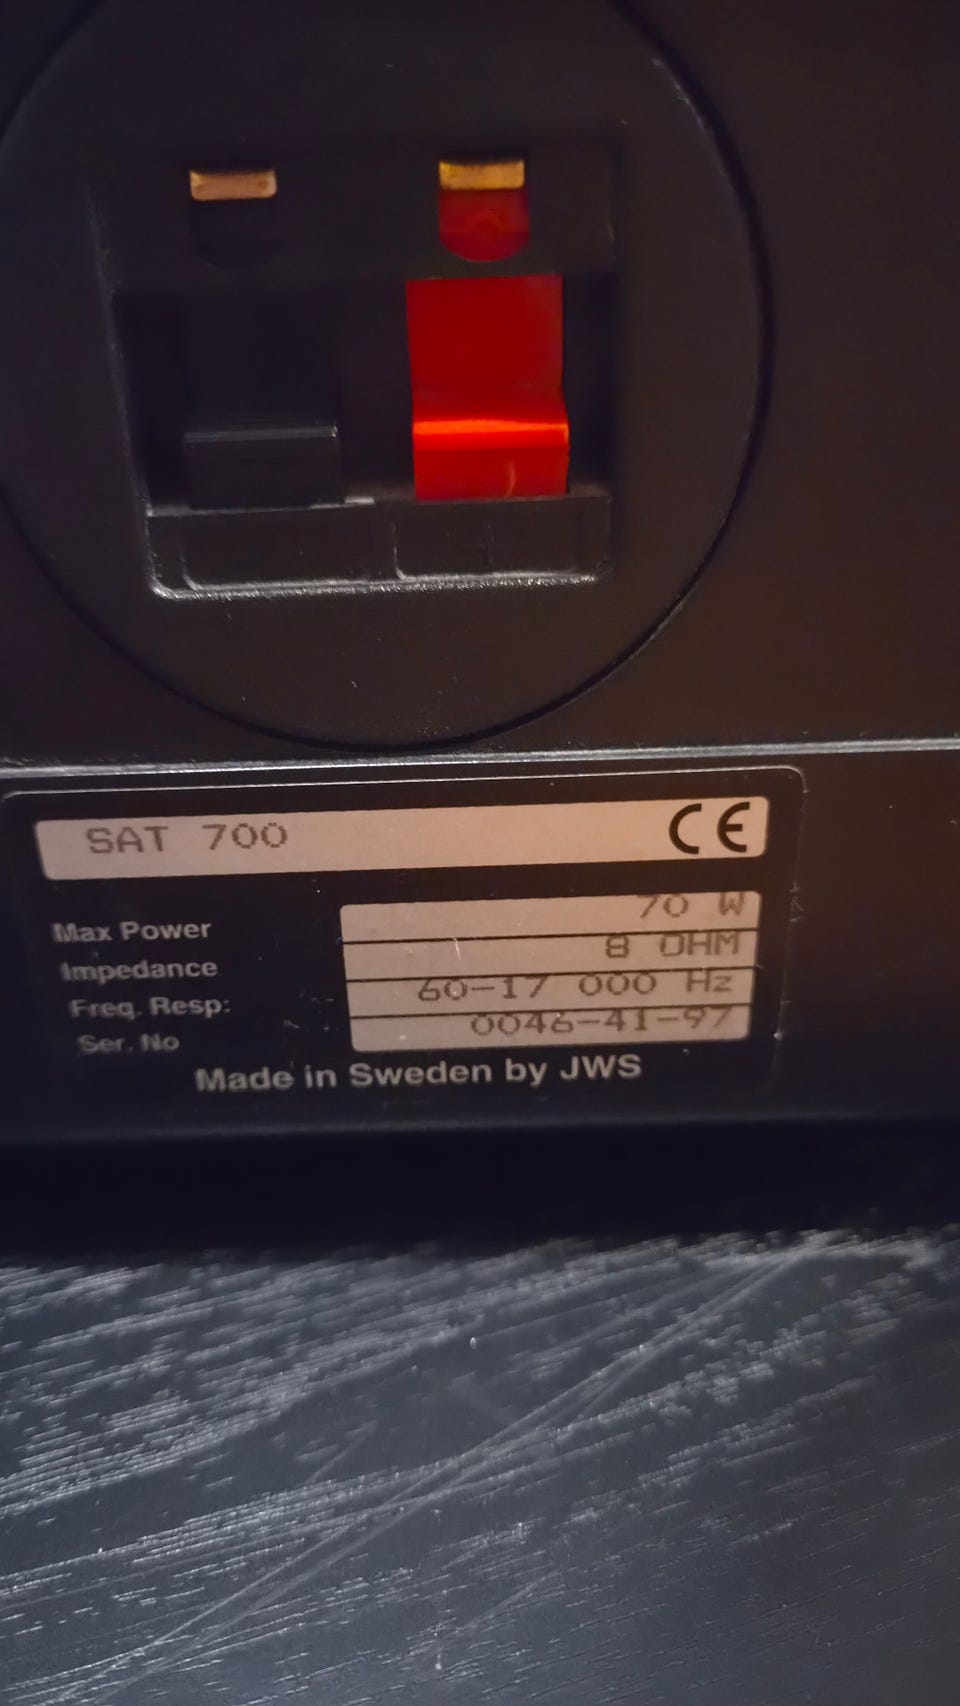 SAT 700 CE
Max Power 70 W
Impedance 8 OHM
Freq. Resp: 60-17 000 Hz
Ser. No 0046-41-97
Made in Sweden by JWS